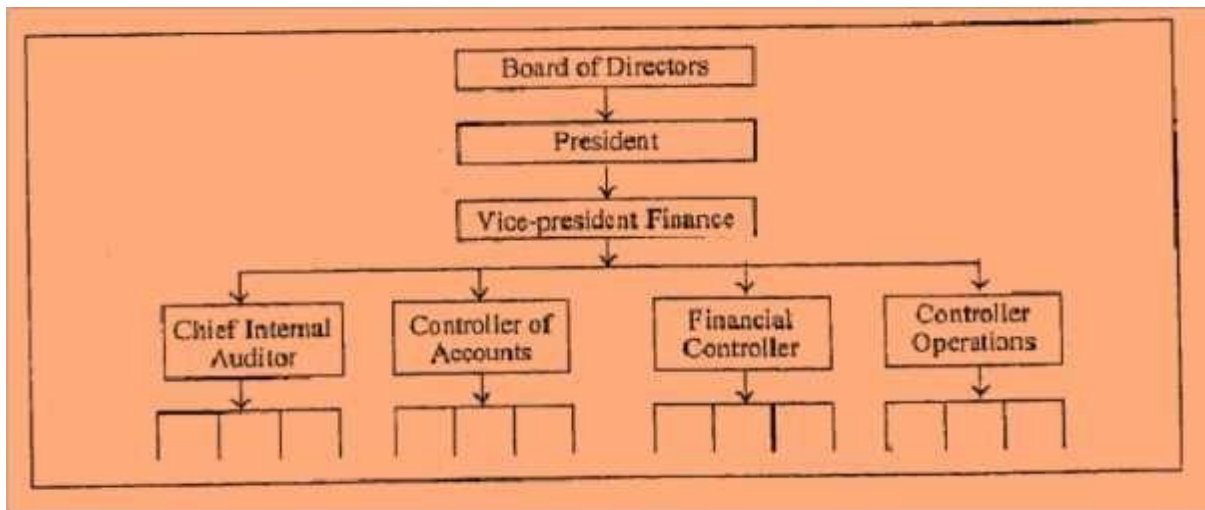 Board of Directors
President
Vice-president Finance
Chief Internal
Auditor
Controller of
Accounts
Financial
Controller
Controller
Operations